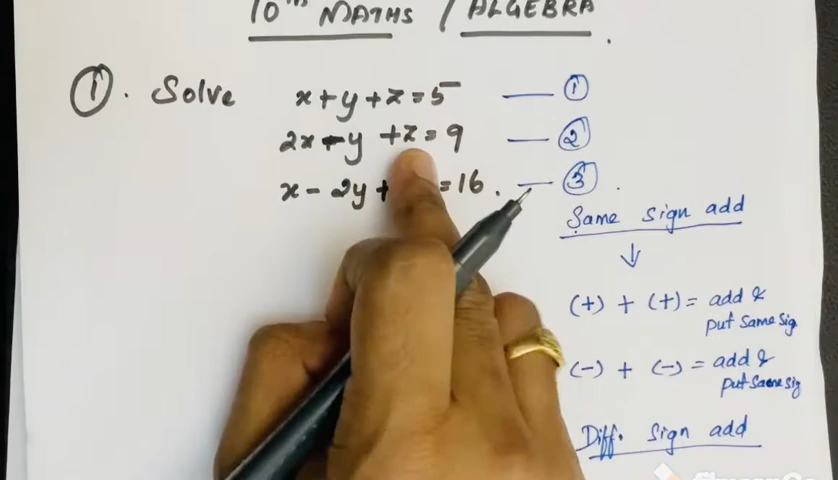 10th MATHS / ALGEBRA
① . Solve x+y+z=5 — ①
2x-y+z=9 — ②
x-2y+ =16. — ③
Same sign add
↓
(+) + (+) = add &
put same sig
(-) + (-) = add &
put same sig
Diff. sign add